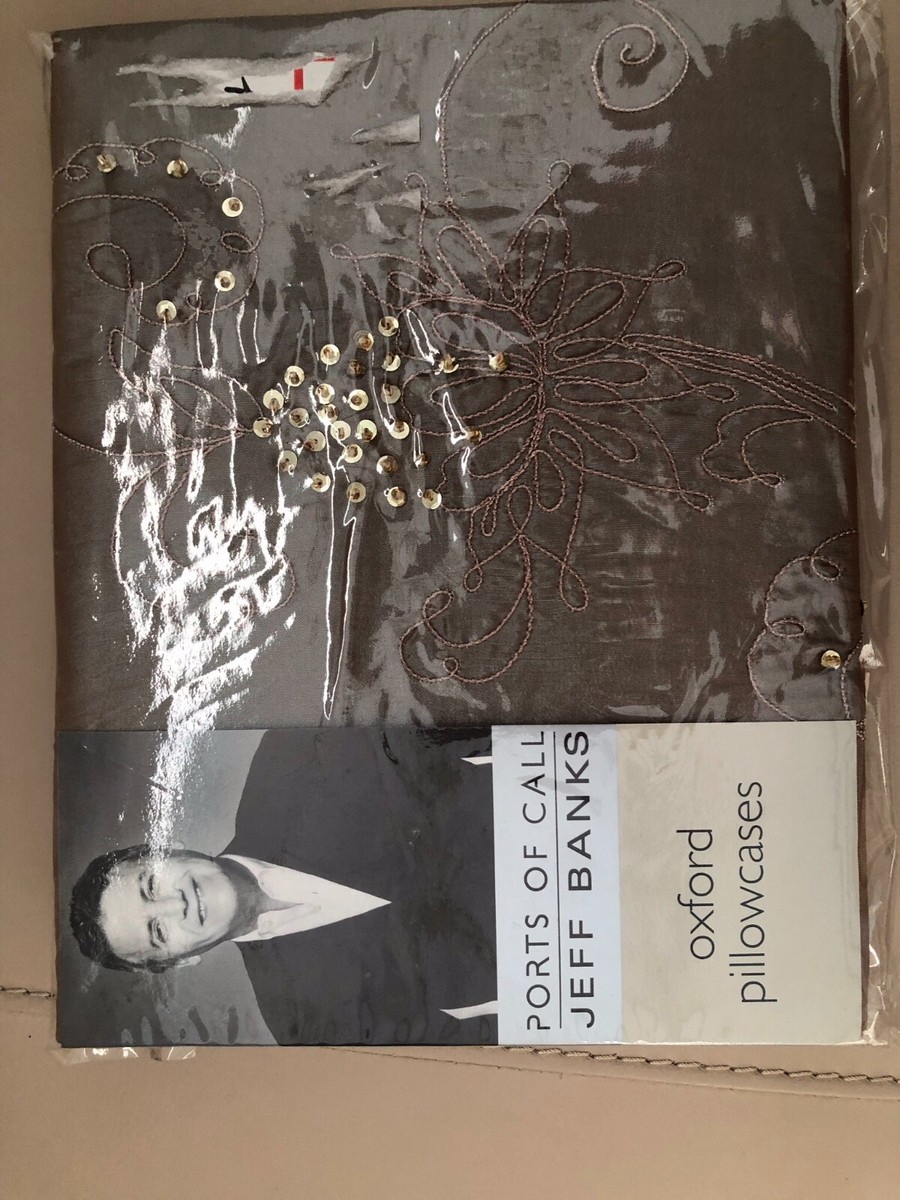 PORTS OF CALL
JEFF BANKS
oxford
pillowcases